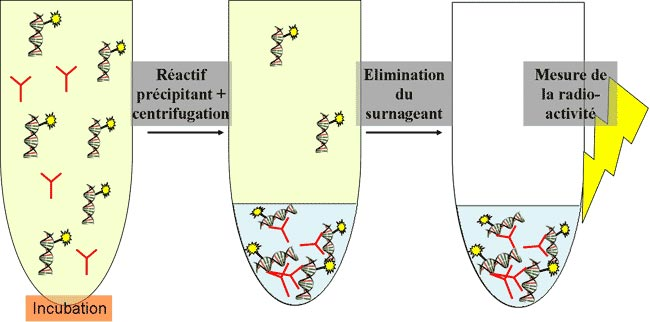 Réactif
précipitant +
centrifugation
Elimination
du
surnageant
Mesure de
la radio-
activité
Incubation